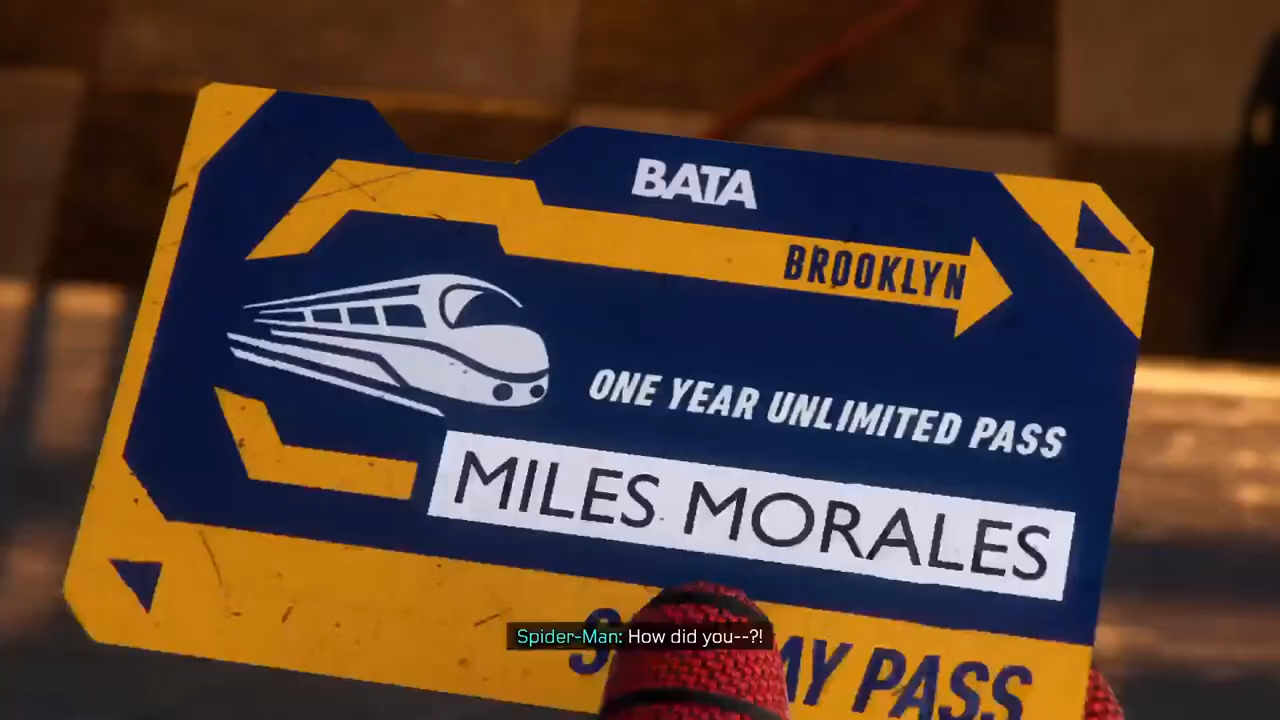 BATA
BROOKLYN
ONE YEAR UNLIMITED PASS
MILES MORALES
PASS
Spider-Man: How did you--?!